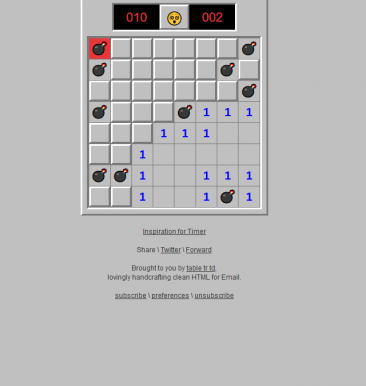 010 002
1 1 1
1 1 1
1
1 1 1 1
1 1 1
Inspiration for Timer
Share \ Twitter \ Forward
Brought to you by table tr td,
lovingly handcrafting clean HTML for Email.
subscribe \ preferences \ unsubscribe